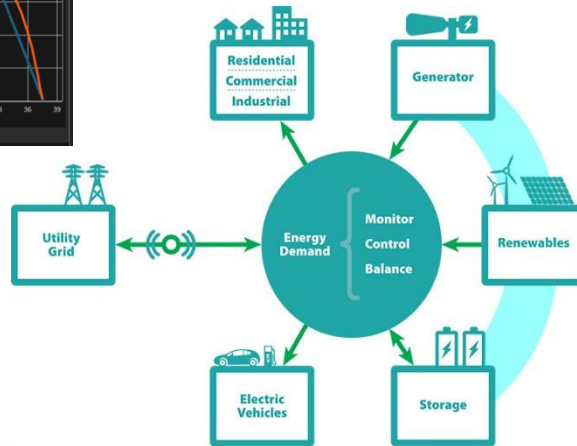 36 39
Residential
Commercial
Industrial
Generator
Utility
Grid
Energy
Demand
Monitor
Control
Balance
Renewables
Electric
Vehicles
Storage